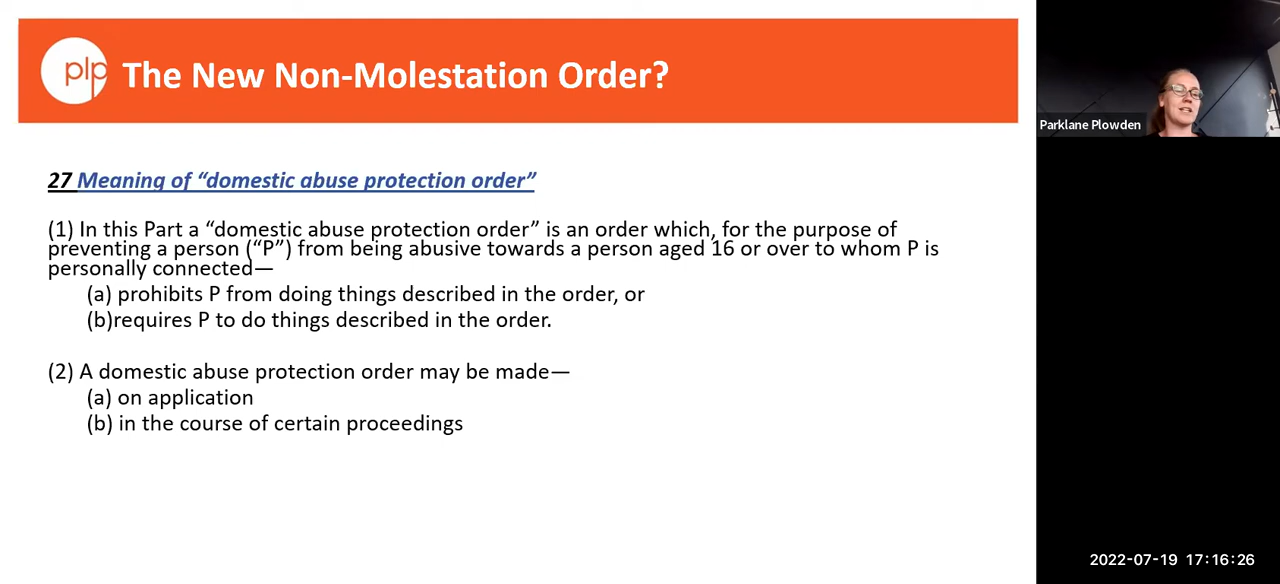 plp
The New Non-Molestation Order?
Parklane Plowden
27 Meaning of “domestic abuse protection order”
(1) In this Part a “domestic abuse protection order” is an order which, for the purpose of
preventing a person (“P”) from being abusive towards a person aged 16 or over to whom P is
personally connected—
(a) prohibits P from doing things described in the order, or
(b)requires P to do things described in the order.
(2) A domestic abuse protection order may be made—
(a) on application
(b) in the course of certain proceedings
2022-07-19 17:16:26